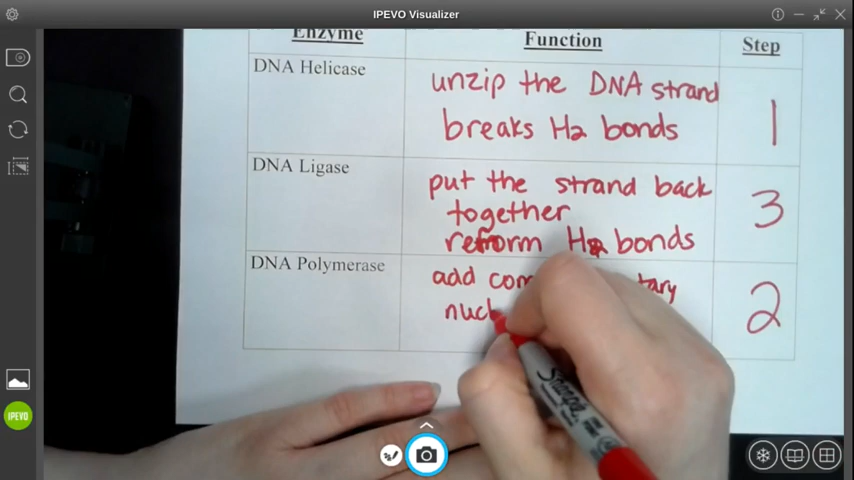 IPEVO Visualizer
Enzyme Function Step
DNA Helicase
unzip the DNA strand
breaks H2 bonds
1
DNA Ligase
put the strand back
together
reform H2 bonds
3
DNA Polymerase
add
2
Sharpie
IPEVO